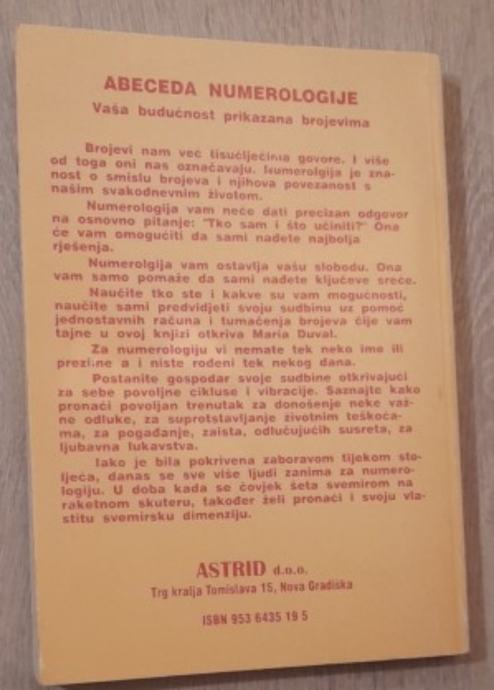 ABECEDA NUMEROLOGIJE
Vaša budućnost prikazana brojevima
Brojevi nam već tisućljećima govore. I više
od toga oni nas označavaju. Numerolgija je zna-
nost o smislu brojeva i njihova povezanost s
našim svakodnevnim životom.
Numerologija vam neće dati precizan odgovor
na osnovno pitanje: "Tko sam i što učiniti?" Ona
će vam omogućiti da sami nađete najbolja
rješenja.
Numerolgija vam ostavlja vašu slobodu. Ona
vam samo pomaže da sami nađete ključeve sreće.
Naučite tko ste i kakve su vam mogućnosti,
naučite sami predvidjeti svoju sudbinu uz pomoć
jednostavnih računa i tumačenja brojeva čije vam
tajne u ovoj knjizi otkriva Maria Duval.
Za numerologiju vi nemate tek neko ime ili
prezime a i niste rođeni tek nekog dana.
Postanite gospodar svoje sudbine otkrivajući
za sebe povoljne cikluse i vibracije. Saznajte kako
pronaći povoljan trenutak za donošenje neke važ-
ne odluke, za suprotstavljanje životnim teškoća-
ma, za pogađanje, zaista, odlučujućih susreta, za
ljubavna lukavstva.
Iako je bila pokrivena zaboravom tijekom sto-
ljeća, danas se sve više ljudi zanima za numero-
logiju. U doba kada se čovjek šeta svemirom na
raketnom skuteru, također želi pronaći i svoju vla-
stitu svemirsku dimenziju.
ASTRID d.o.o.
Trg kralja Tomislava 15, Nova Gradiška
ISBN 953 6435 19 5